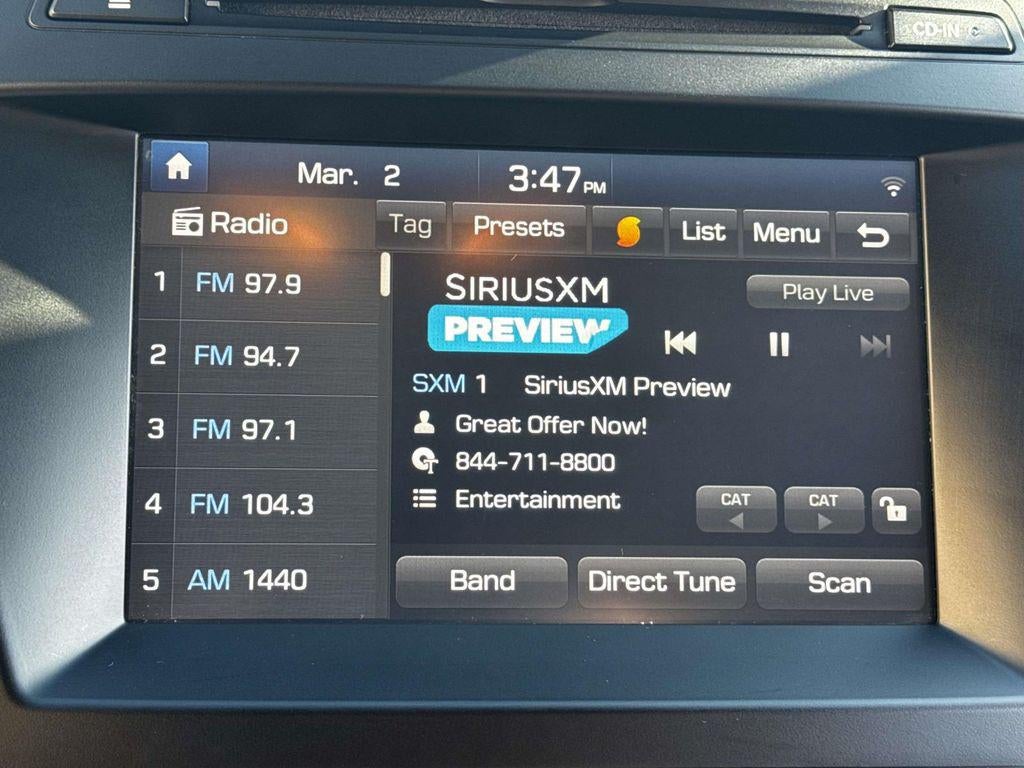 CD-IN
Mar. 2
3:47 PM
Radio
Tag
Presets
List
Menu
1 FM 97.9
2 FM 94.7
3 FM 97.1
4 FM 104.3
5 AM 1440
SIRIUSXM
PREVIEW
Play Live
SXM 1 SiriusXM Preview
Great Offer Now!
844-711-8800
Entertainment
CAT
CAT
Band
Direct Tune
Scan